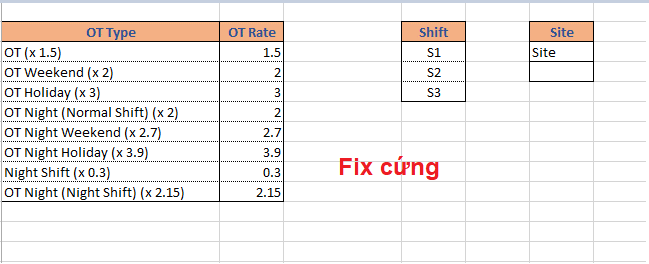 OT Type OT Rate Shift Site
OT (x 1.5) 1.5 S1 Site
OT Weekend (x 2) 2 S2
OT Holiday (x 3) 3 S3
OT Night (Normal Shift) (x 2) 2
OT Night Weekend (x 2.7) 2.7
OT Night Holiday (x 3.9) 3.9
Night Shift (x 0.3) 0.3
OT Night (Night Shift) (x 2.15) 2.15
Fix cứng